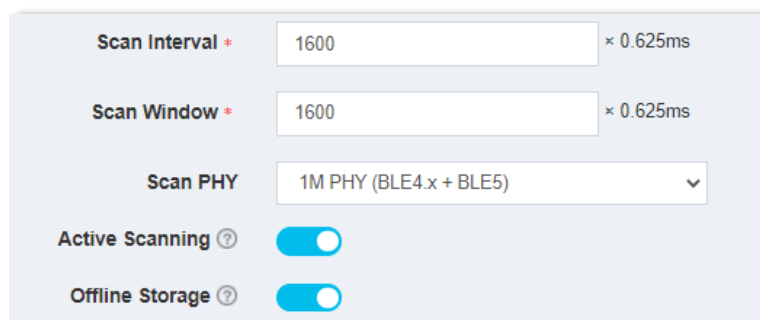 Scan Interval * 1600 × 0.625ms
Scan Window * 1600 × 0.625ms
Scan PHY 1M PHY (BLE4.x + BLE5)
Active Scanning ?
Offline Storage ?